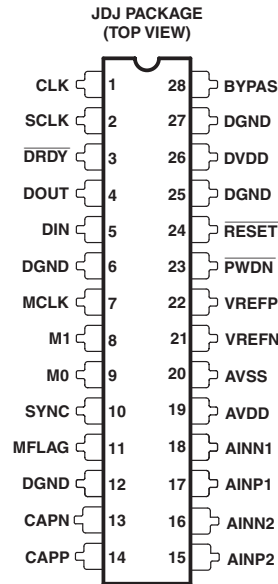 JDJ PACKAGE
(TOP VIEW)
CLK 1 28 BYPAS
SCLK 2 27 DGND
DRDY 3 26 DVDD
DOUT 4 25 DGND
DIN 5 24 RESET
DGND 6 23 PWDN
MCLK 7 22 VREFP
M1 8 21 VREFN
M0 9 20 AVSS
SYNC 10 19 AVDD
MFLAG 11 18 AINN1
DGND 12 17 AINP1
CAPN 13 16 AINN2
CAPP 14 15 AINP2